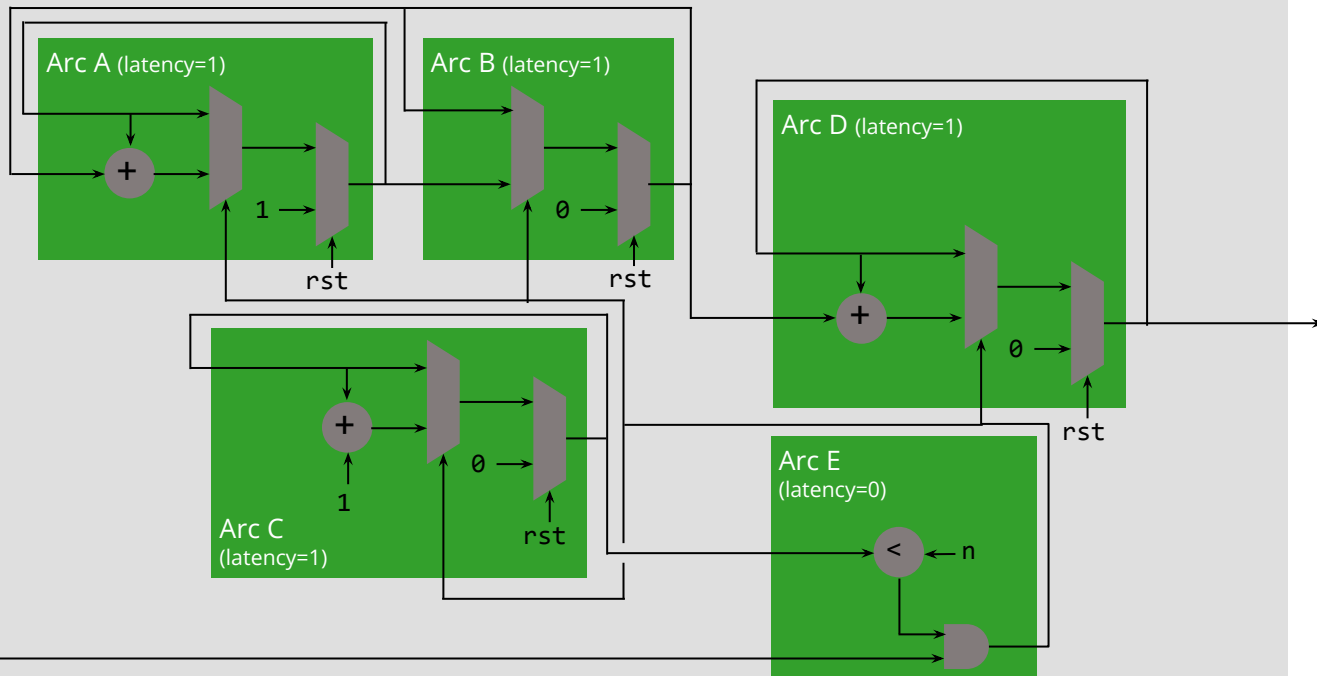 Arc A (latency=1)
+
1
rst
Arc B (latency=1)
0
rst
Arc D (latency=1)
+
0
rst
+
1
0
rst
Arc C
(latency=1)
Arc E
(latency=0)
<
n